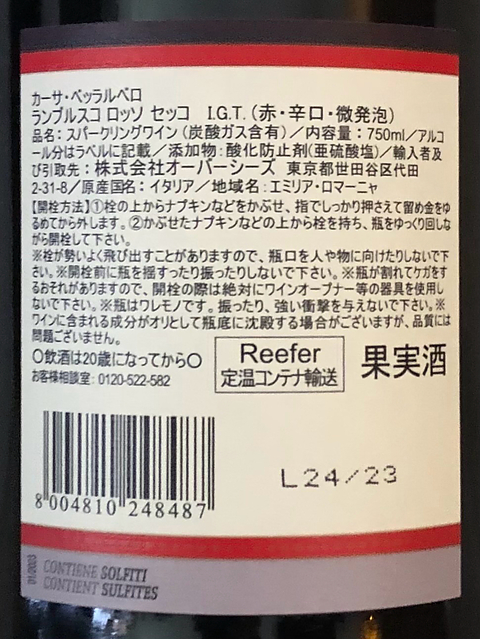 カーサ・ベッラルベロ
ランブルスコ ロッソ セッコ I.G.T.(赤・辛口・微発泡)
品名:スパークリングワイン(炭酸ガス含有)/内容量:750ml/アルコ
ール分はラベルに記載/添加物:酸化防止剤(亜硫酸塩)/輸入者及
び引取先:株式会社オーバーシーズ 東京都世田谷区代田
2-31-8/原産国名:イタリア/地域名:エミリア・ロマーニャ
【開栓方法】①栓の上からナプキンなどをかぶせ、指でしっかり押さえて留め金をゆ
るめてから外します。②かぶせたナプキンなどの上から栓を持ち、瓶をゆっくり回しな
がら開栓して下さい。
※栓が勢いよく飛び出すことがありますので、瓶口を人や物に向けたりしないで下
さい。※開栓前に瓶を揺すったり振ったりしないで下さい。※瓶が割れてケガをす
るおそれがありますので、開栓の際は絶対にワインオープナー等の器具を使用し
ないで下さい。※瓶はワレモノです。振ったり、強い衝撃を与えないで下さい。※
ワインに含まれる成分がオリとして瓶底に沈殿する場合がございますが、品質には
問題ございません。
〇飲酒は20歳になってから〇
お客様相談室:0120-522-582
Reefer
定温コンテナ輸送
果実酒
L24/23
8 004810 248487
01/2003
CONTIENE SOLFITI
CONTIENT SULFITES